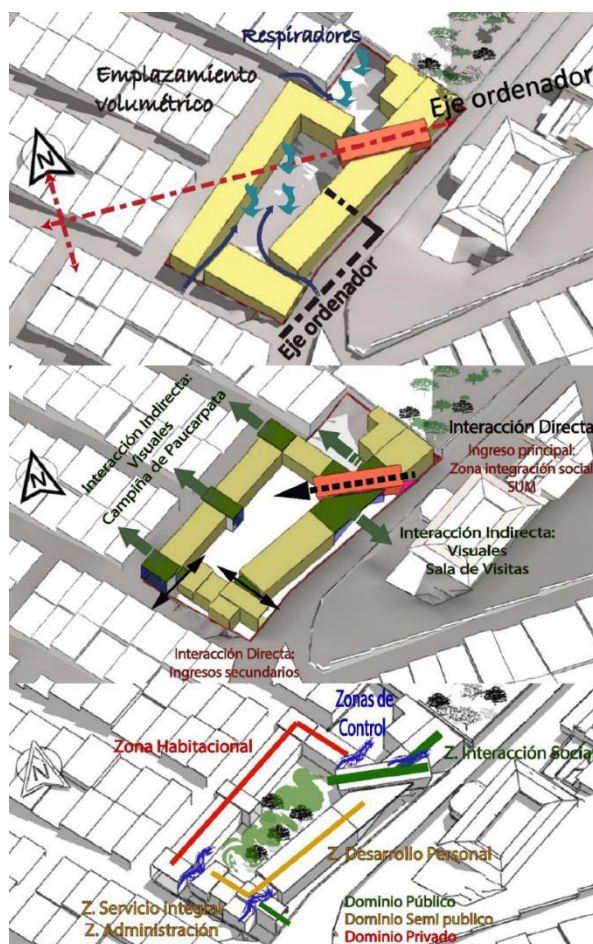 Respiradores
Emplazamiento
volumétrico
Eje ordenador
N
Eje ordenador
Interacción Indirecta:
Visuales
Campiña de Paucarpata
Interacción Directa:
Ingreso principal:
Zona integración social
SUM
N
Interacción Indirecta:
Visuales
Sala de Visitas
Interacción Directa:
Ingresos secundarios
Zonas de
Control
Zona Habitacional
Z. Interacción Social
N
Z. Desarrollo Personal
Z. Servicio integral
Z. Administración
Dominio Público
Dominio Semi publico
Dominio Privado